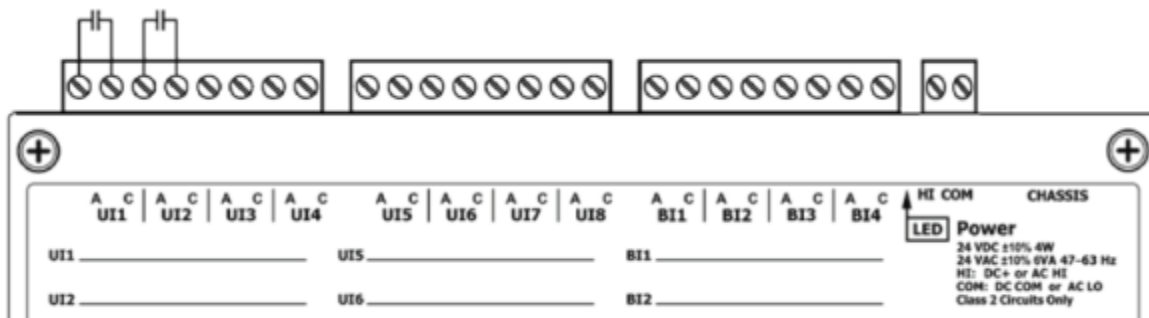 A C A C A C A C A C A C A C A C A C A C A C A C HI COM CHASSIS
UI1 UI2 UI3 UI4 UI5 UI6 UI7 UI8 BI1 BI2 BI3 BI4
LED Power
24 VDC ±10% 4W
24 VAC ±10% 6VA 47-63 Hz
HI: DC+ or AC HI
COM: DC COM or AC LO
Class 2 Circuits Only
UI1 UI5 BI1
UI2 UI6 BI2